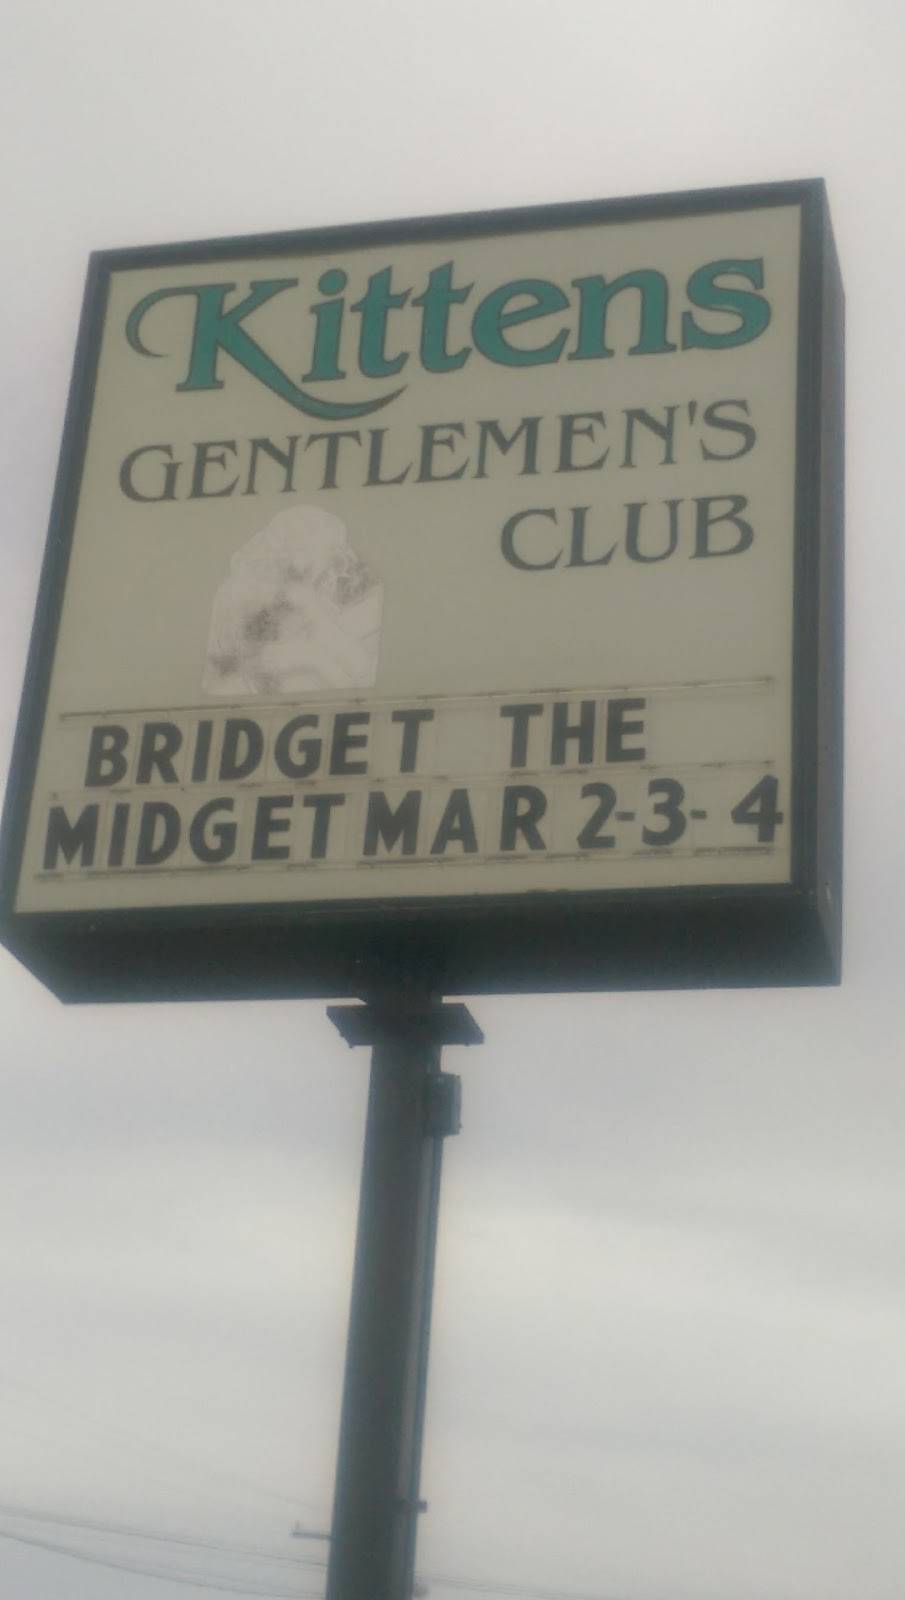 Kittens
GENTLEMEN'S
CLUB
BRIDGET THE
MIDGET MAR 2-3-4